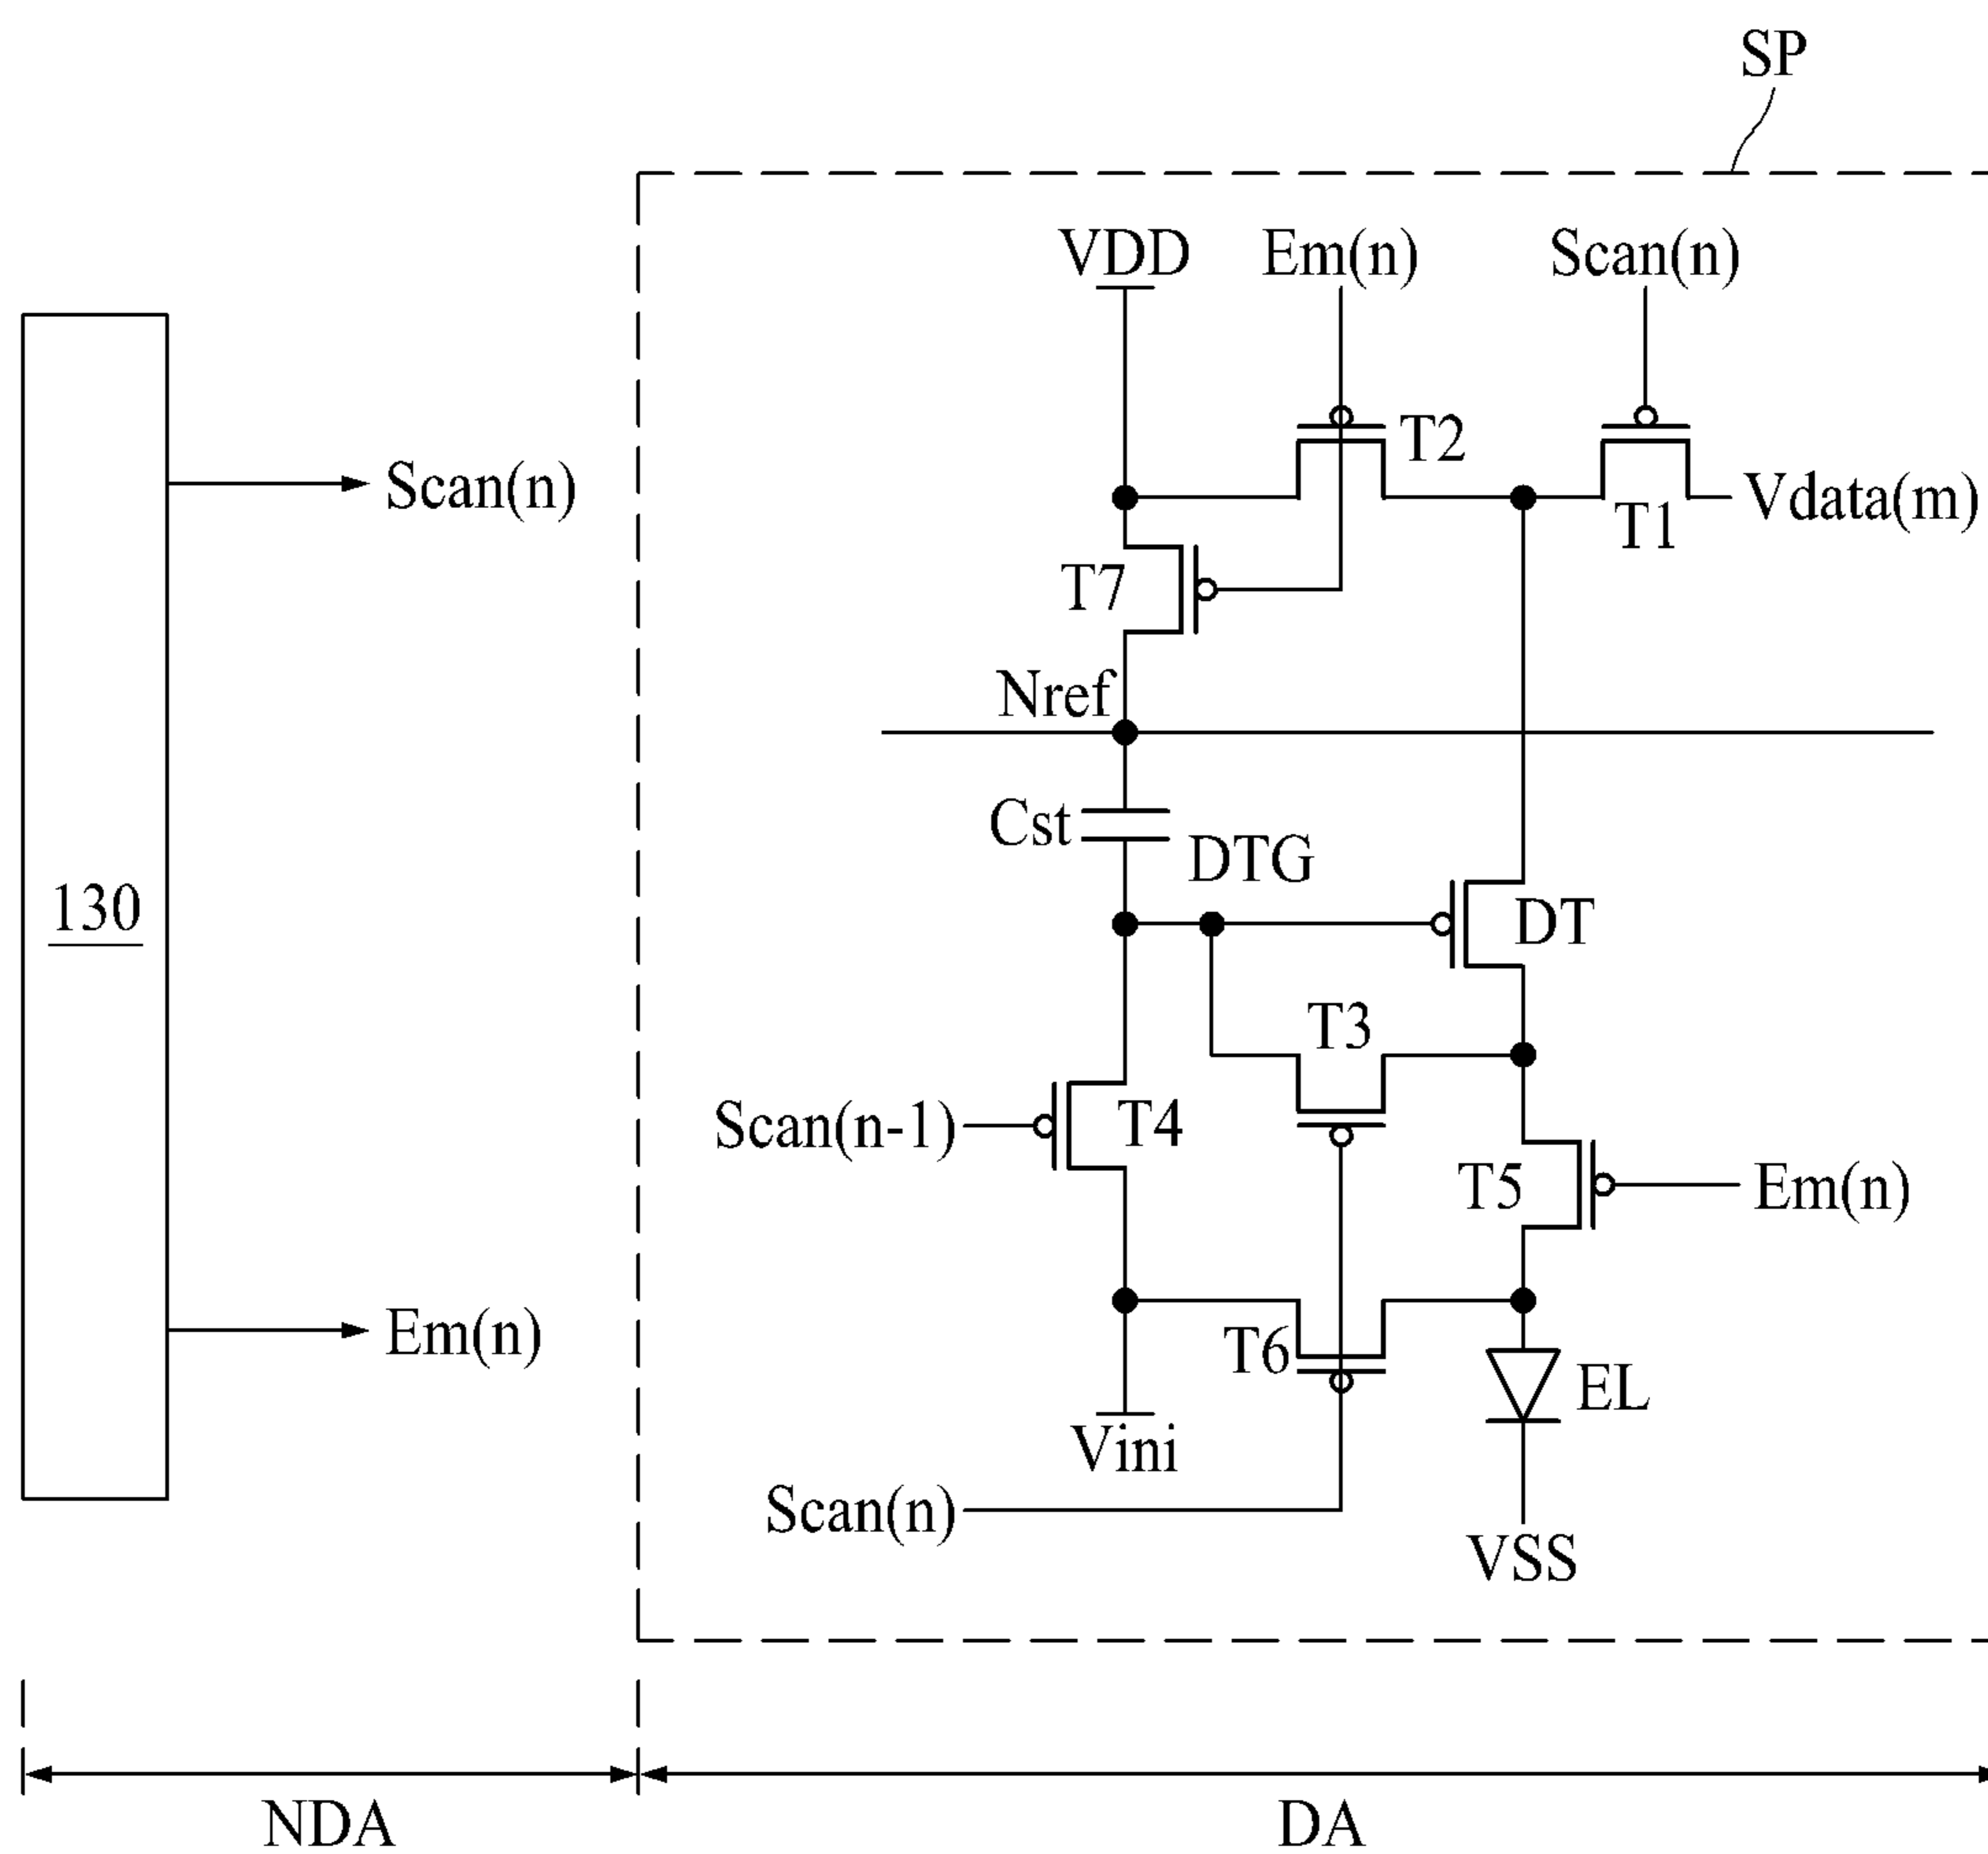 SP
VDD
Em(n)
Scan(n)
T2
Scan(n)
Vdata(m)
T1
T7
Nref
Cst
DTG
130
DT
T3
Scan(n-1)
T4
T5
Em(n)
Em(n)
T6
EL
Vini
Scan(n)
VSS
NDA
DA